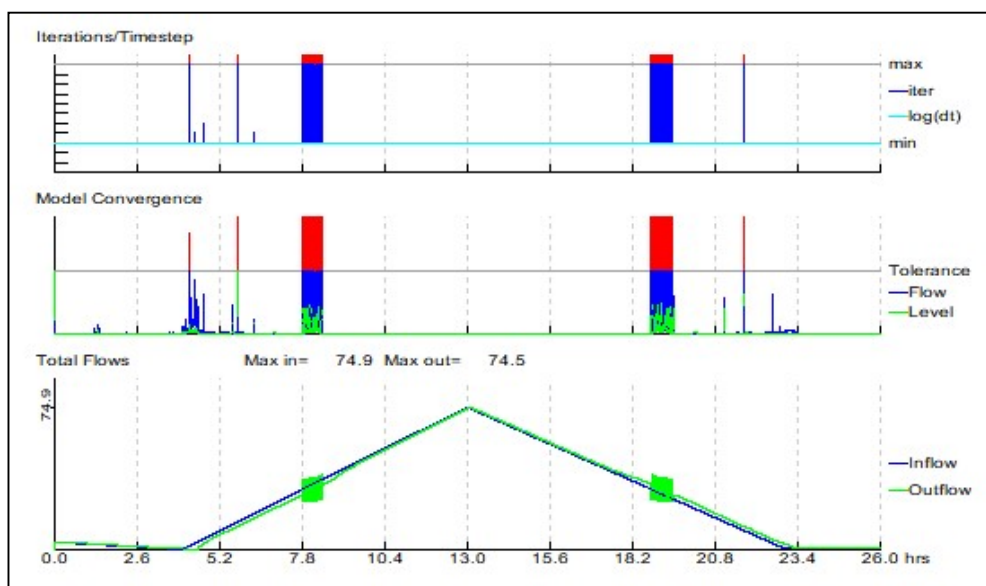 Iterations/Timestep
max
iter
log(dt)
min
Model Convergence
Tolerance
Flow
Level
Total Flows Max in= 74.9 Max out= 74.5
74.9
Inflow
Outflow
0.0 2.6 5.2 7.8 10.4 13.0 15.6 18.2 20.8 23.4 26.0 hrs